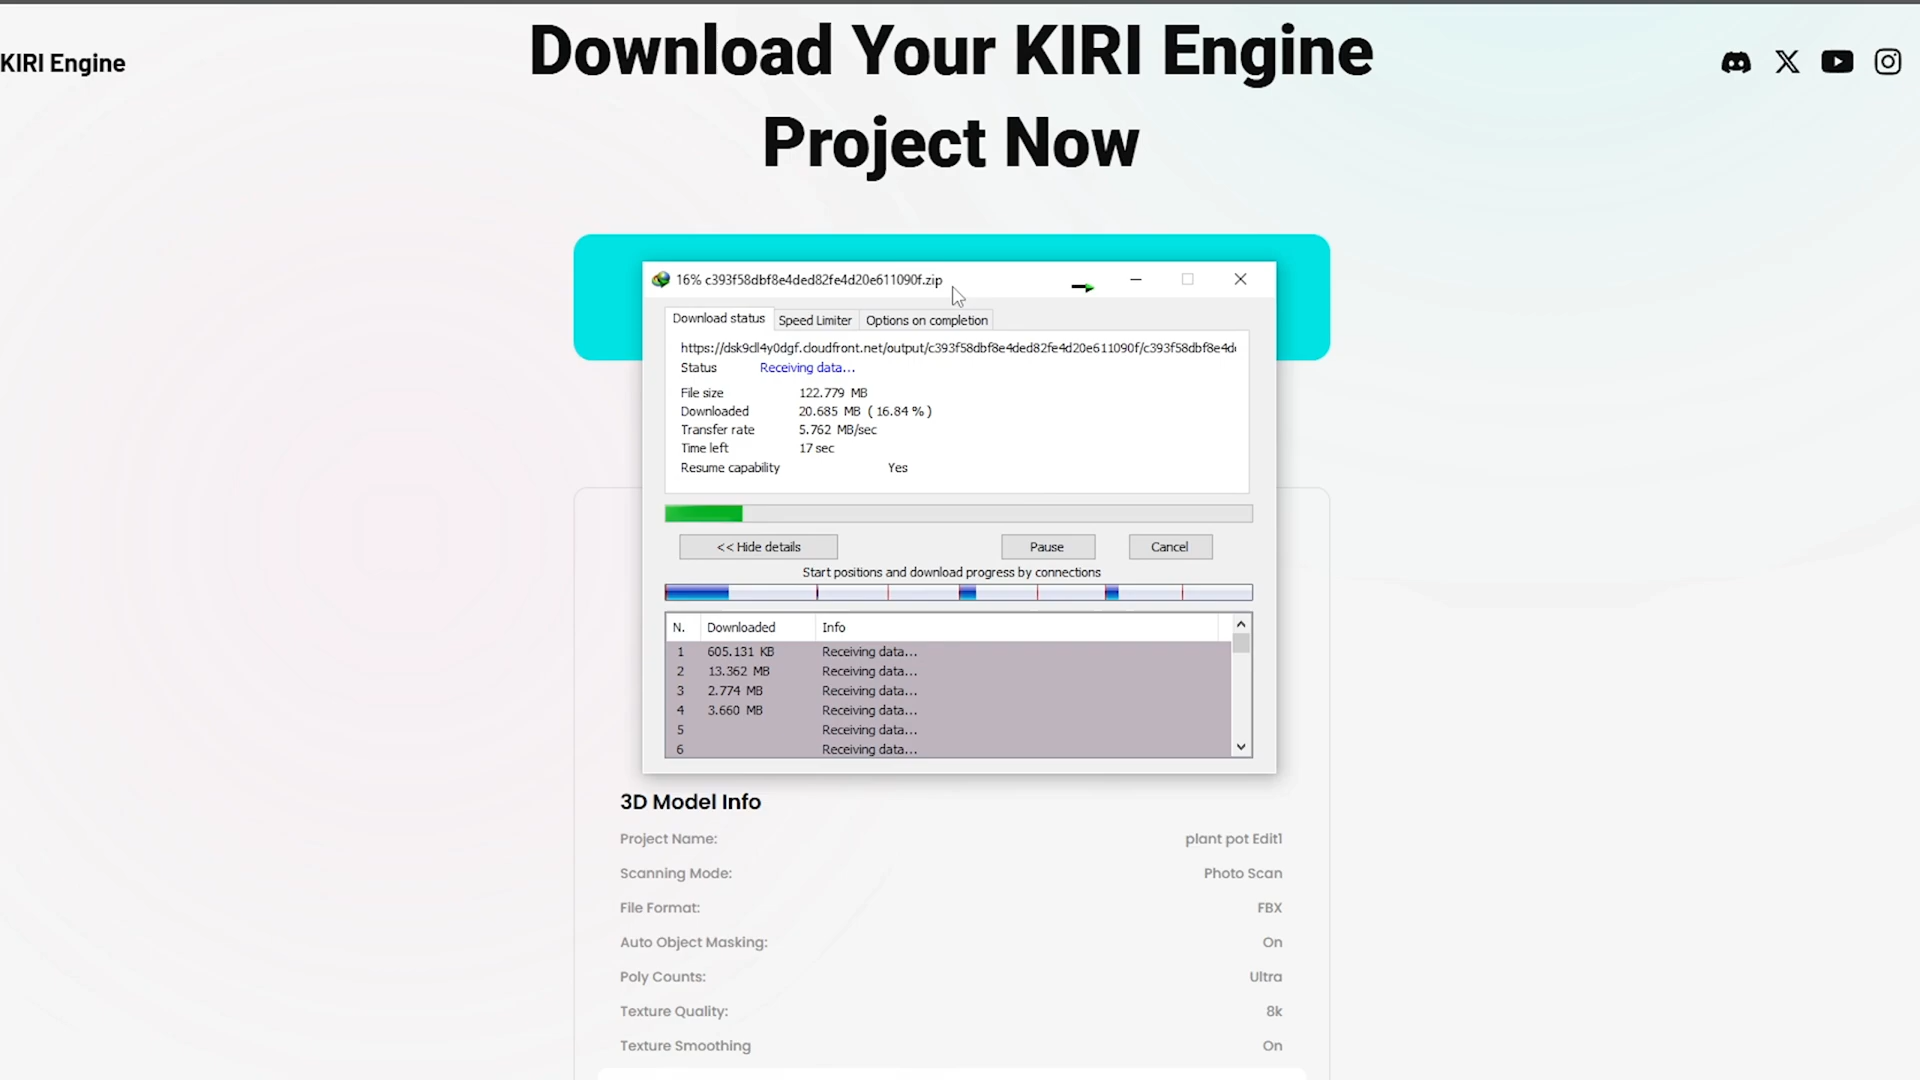 Download Your KIRI Engine
KIRI Engine
Project Now
16% c393f58dbf8e4ded82fe4d20e611090f.zip
Download status
Speed Limiter
Options on completion
https://dsk9cll4y0dgf.cloudfront.net/output/c393f58dbf8e4ded82fe4d20e611090f/c393f58dbf8e4d
Status Receiving data...
File size 122.779 MB
Downloaded 20.685 MB ( 16.84 % )
Transfer rate 5.762 MB/sec
Time left 17 sec
Resume capability Yes
<< Hide details
Pause
Cancel
Start positions and download progress by connections
N. Downloaded Info
1 605.131 KB Receiving data...
2 13.362 MB Receiving data...
3 2.774 MB Receiving data...
4 3.660 MB Receiving data...
5 Receiving data...
6 Receiving data...
3D Model Info
Project Name: plant pot Edit1
Scanning Mode: Photo Scan
File Format: FBX
Auto Object Masking: On
Poly Counts: Ultra
Texture Quality: 8k
Texture Smoothing On